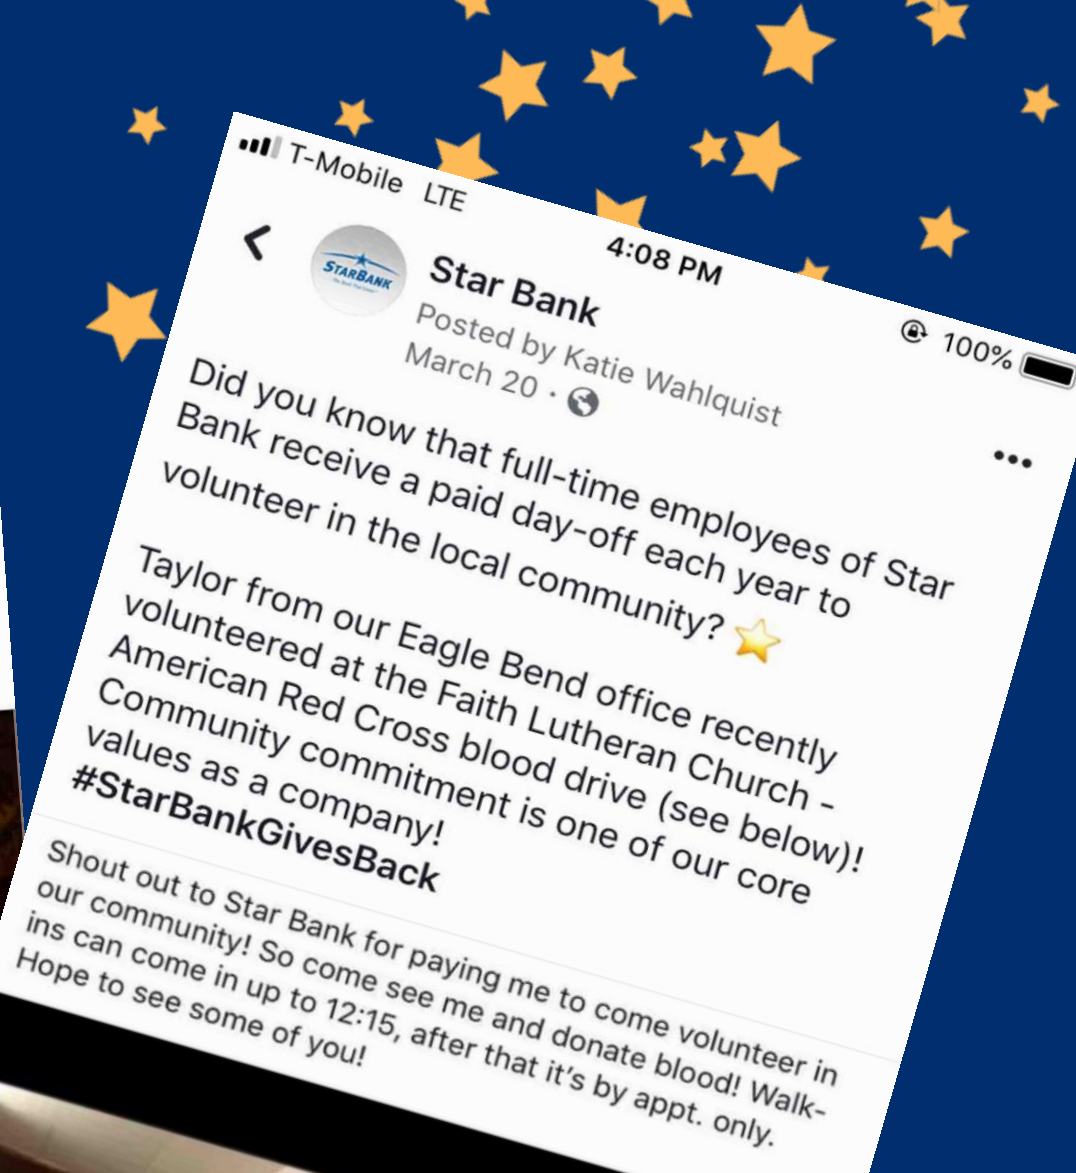 T-Mobile LTE
4:08 PM
100%
STARBANK
Star Bank
Posted by Katie Wahlquist
March 20 ·
Did you know that full-time employees of Star
Bank receive a paid day-off each year to
volunteer in the local community? ⭐
Taylor from our Eagle Bend office recently
volunteered at the Faith Lutheran Church -
American Red Cross blood drive (see below)!
Community commitment is one of our core
values as a company!
#StarBankGivesBack
Shout out to Star Bank for paying me to come volunteer in
our community! So come see me and donate blood! Walk-
ins can come in up to 12:15, after that it's by appt. only.
Hope to see some of you!